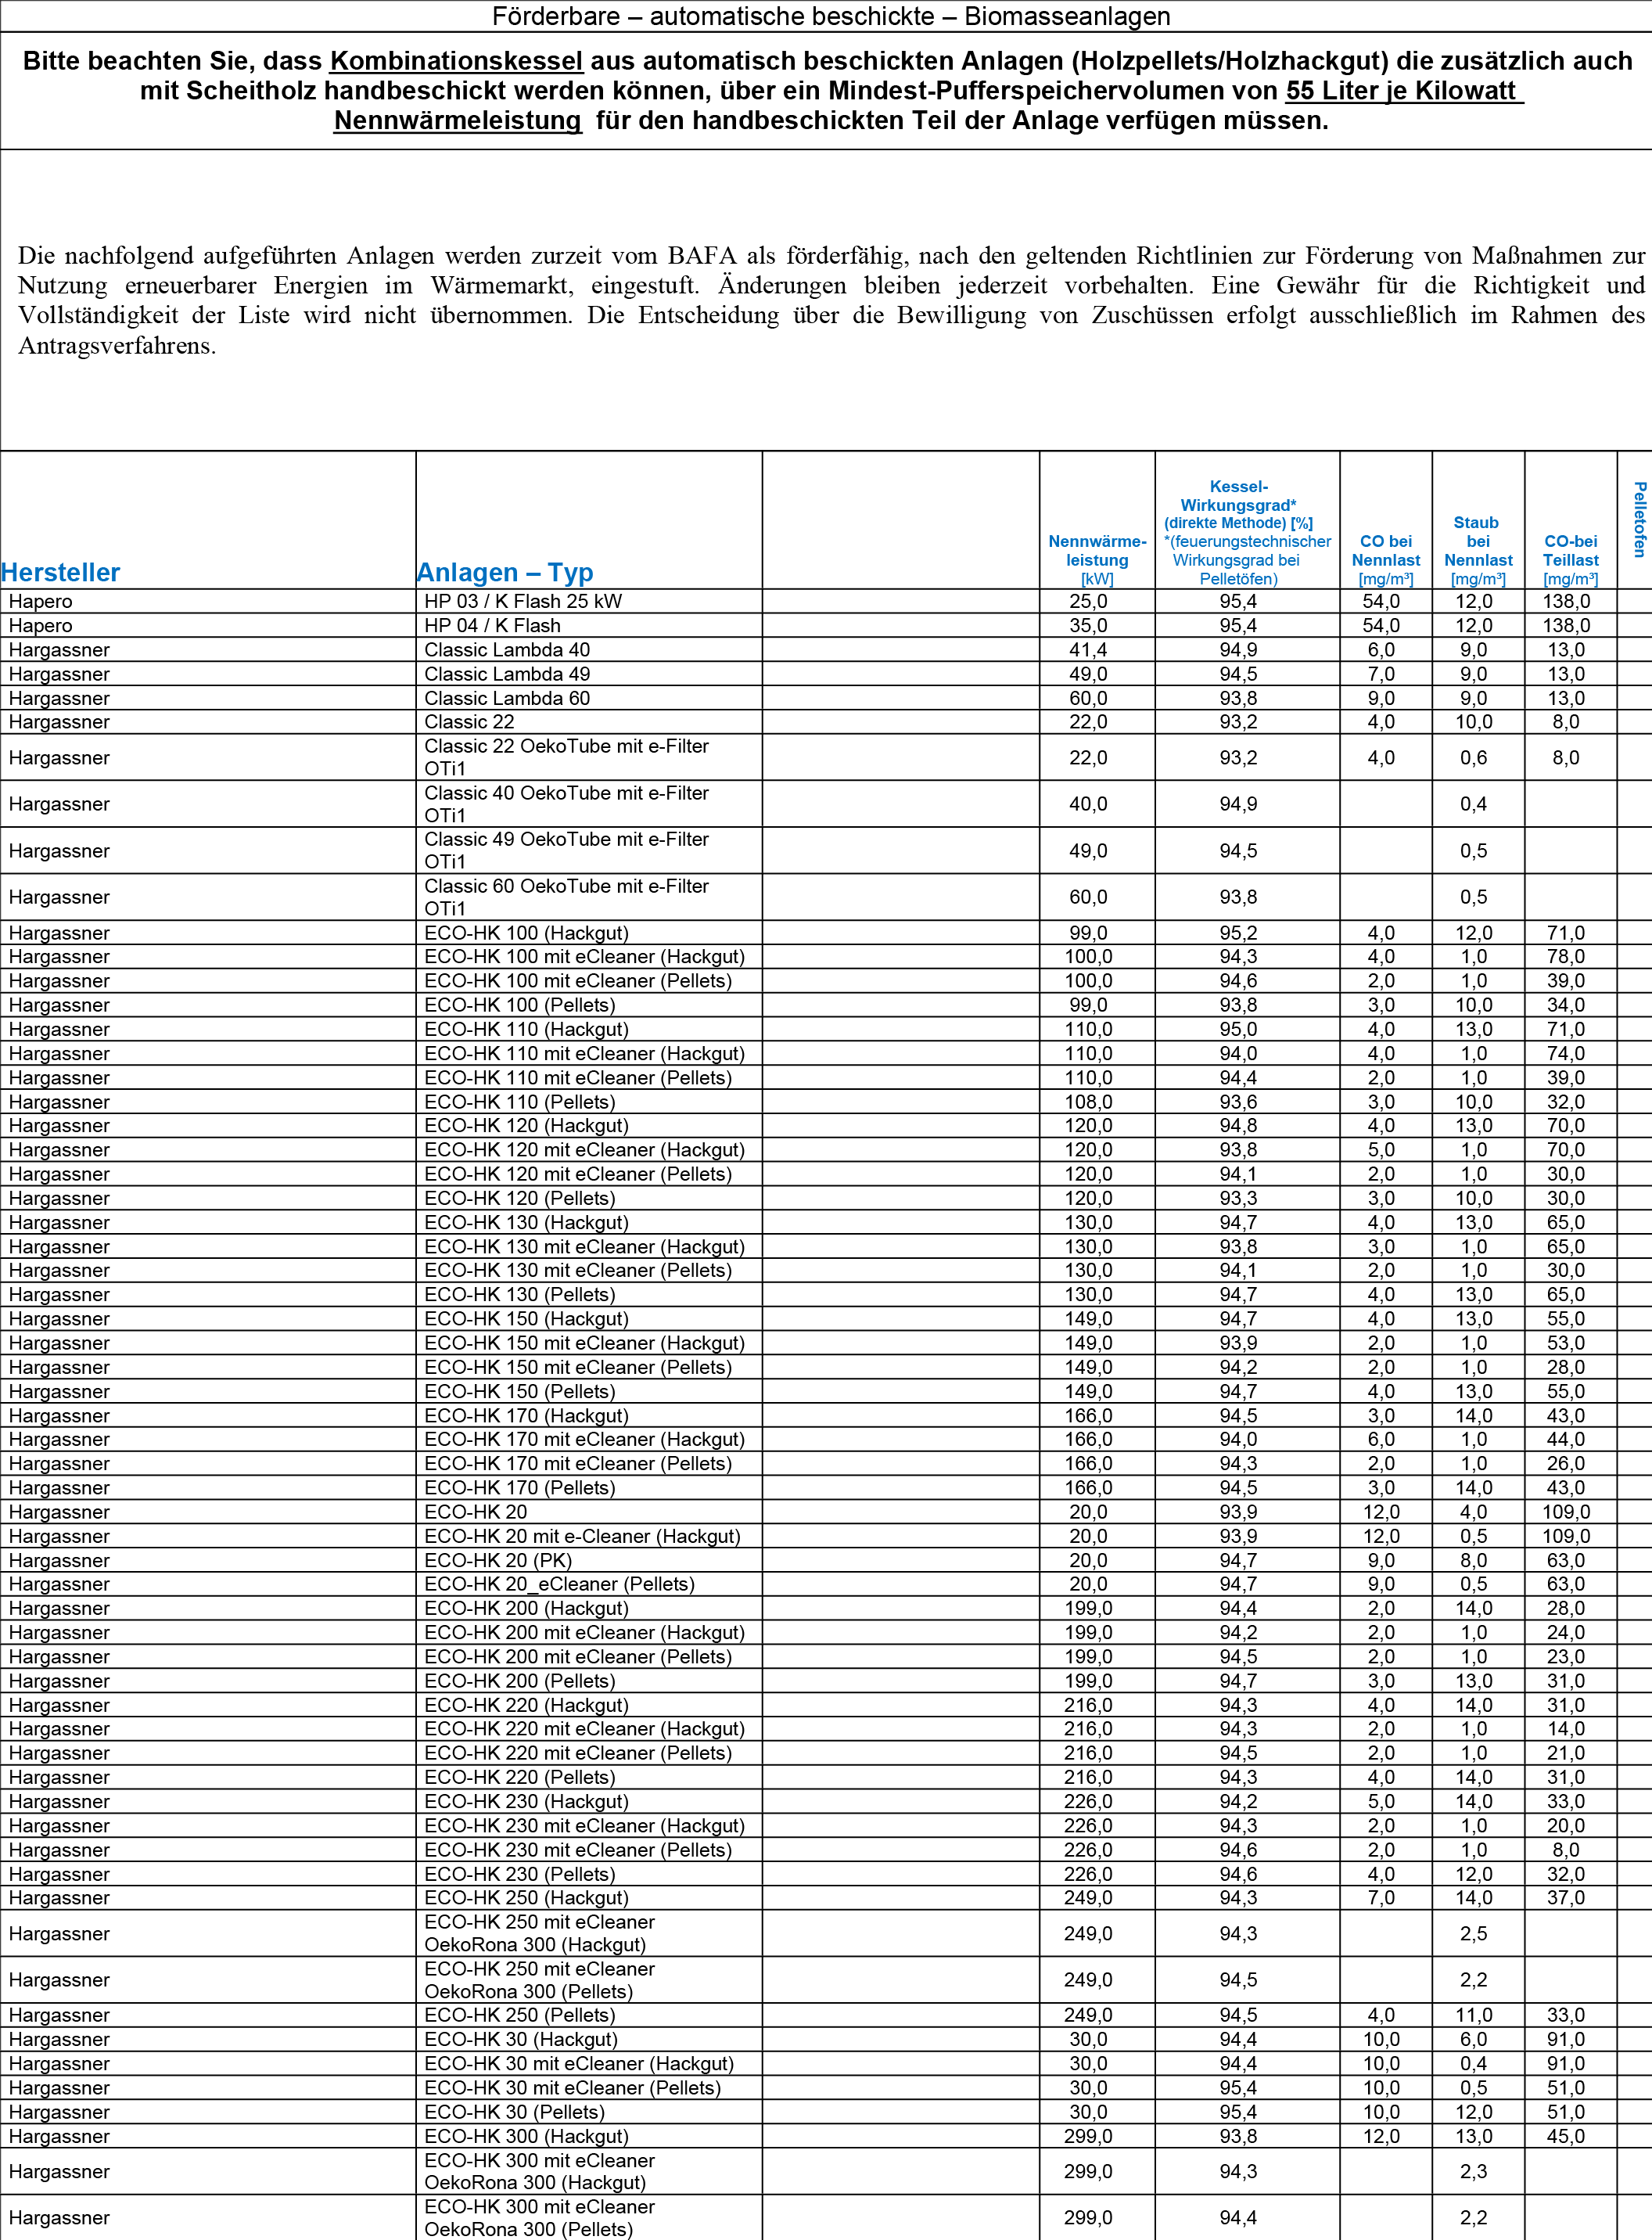 Förderbare – automatische beschickte – Biomasseanlagen
Bitte beachten Sie, dass Kombinationskessel aus automatisch beschickten Anlagen (Holzpellets/Holzhackgut) die zusätzlich auch
mit Scheitholz handbeschickt werden können, über ein Mindest-Pufferspeichervolumen von 55 Liter je Kilowatt
Nennwärmeleistung für den handbeschickten Teil der Anlage verfügen müssen.
Die nachfolgend aufgeführten Anlagen werden zurzeit vom BAFA als förderfähig, nach den geltenden Richtlinien zur Förderung von Maßnahmen zur
Nutzung erneuerbarer Energien im Wärmemarkt, eingestuft. Änderungen bleiben jederzeit vorbehalten. Eine Gewähr für die Richtigkeit und
Vollständigkeit der Liste wird nicht übernommen. Die Entscheidung über die Bewilligung von Zuschüssen erfolgt ausschließlich im Rahmen des
Antragsverfahrens.
Hersteller
Anlagen – Typ
Nennwärme-
leistung
[kW]
Kessel-
Wirkungsgrad*
(direkte Methode) [%]
*(feuerungstechnischer
Wirkungsgrad bei
Pelletöfen)
CO bei
Nennlast
[mg/m³]
Staub
bei
Nennlast
[mg/m³]
CO-bei
Teillast
[mg/m³]
Pelletofen
Hapero HP 03 / K Flash 25 kW 25,0 95,4 54,0 12,0 138,0
Hapero HP 04 / K Flash 35,0 95,4 54,0 12,0 138,0
Hargassner Classic Lambda 40 41,4 94,9 6,0 9,0 13,0
Hargassner Classic Lambda 49 49,0 94,5 7,0 9,0 13,0
Hargassner Classic Lambda 60 60,0 93,8 9,0 9,0 13,0
Hargassner Classic 22 22,0 93,2 4,0 10,0 8,0
Hargassner Classic 22 OekoTube mit e-Filter
OTi1 22,0 93,2 4,0 0,6 8,0
Hargassner Classic 40 OekoTube mit e-Filter
OTi1 40,0 94,9 0,4
Hargassner Classic 49 OekoTube mit e-Filter
OTi1 49,0 94,5 0,5
Hargassner Classic 60 OekoTube mit e-Filter
OTi1 60,0 93,8 0,5
Hargassner ECO-HK 100 (Hackgut) 99,0 95,2 4,0 12,0 71,0
Hargassner ECO-HK 100 mit eCleaner (Hackgut) 100,0 94,3 4,0 1,0 78,0
Hargassner ECO-HK 100 mit eCleaner (Pellets) 100,0 94,6 2,0 1,0 39,0
Hargassner ECO-HK 100 (Pellets) 99,0 93,8 3,0 10,0 34,0
Hargassner ECO-HK 110 (Hackgut) 110,0 95,0 4,0 13,0 71,0
Hargassner ECO-HK 110 mit eCleaner (Hackgut) 110,0 94,0 4,0 1,0 74,0
Hargassner ECO-HK 110 mit eCleaner (Pellets) 110,0 94,4 2,0 1,0 39,0
Hargassner ECO-HK 110 (Pellets) 108,0 93,6 3,0 10,0 32,0
Hargassner ECO-HK 120 (Hackgut) 120,0 94,8 4,0 13,0 70,0
Hargassner ECO-HK 120 mit eCleaner (Hackgut) 120,0 93,8 5,0 1,0 70,0
Hargassner ECO-HK 120 mit eCleaner (Pellets) 120,0 94,1 2,0 1,0 30,0
Hargassner ECO-HK 120 (Pellets) 120,0 93,3 3,0 10,0 30,0
Hargassner ECO-HK 130 (Hackgut) 130,0 94,7 4,0 13,0 65,0
Hargassner ECO-HK 130 mit eCleaner (Hackgut) 130,0 93,8 3,0 1,0 65,0
Hargassner ECO-HK 130 mit eCleaner (Pellets) 130,0 94,1 2,0 1,0 30,0
Hargassner ECO-HK 130 (Pellets) 130,0 94,7 4,0 13,0 65,0
Hargassner ECO-HK 150 (Hackgut) 149,0 94,7 4,0 13,0 55,0
Hargassner ECO-HK 150 mit eCleaner (Hackgut) 149,0 93,9 2,0 1,0 53,0
Hargassner ECO-HK 150 mit eCleaner (Pellets) 149,0 94,2 2,0 1,0 28,0
Hargassner ECO-HK 150 (Pellets) 149,0 94,7 4,0 13,0 55,0
Hargassner ECO-HK 170 (Hackgut) 166,0 94,5 3,0 14,0 43,0
Hargassner ECO-HK 170 mit eCleaner (Hackgut) 166,0 94,0 6,0 1,0 44,0
Hargassner ECO-HK 170 mit eCleaner (Pellets) 166,0 94,3 2,0 1,0 26,0
Hargassner ECO-HK 170 (Pellets) 166,0 94,5 3,0 14,0 43,0
Hargassner ECO-HK 20 20,0 93,9 12,0 4,0 109,0
Hargassner ECO-HK 20 mit e-Cleaner (Hackgut) 20,0 93,9 12,0 0,5 109,0
Hargassner ECO-HK 20 (PK) 20,0 94,7 9,0 8,0 63,0
Hargassner ECO-HK 20_eCleaner (Pellets) 20,0 94,7 9,0 0,5 63,0
Hargassner ECO-HK 200 (Hackgut) 199,0 94,4 2,0 14,0 28,0
Hargassner ECO-HK 200 mit eCleaner (Hackgut) 199,0 94,2 2,0 1,0 24,0
Hargassner ECO-HK 200 mit eCleaner (Pellets) 199,0 94,5 2,0 1,0 23,0
Hargassner ECO-HK 200 (Pellets) 199,0 94,7 3,0 13,0 31,0
Hargassner ECO-HK 220 (Hackgut) 216,0 94,3 4,0 14,0 31,0
Hargassner ECO-HK 220 mit eCleaner (Hackgut) 216,0 94,3 2,0 1,0 14,0
Hargassner ECO-HK 220 mit eCleaner (Pellets) 216,0 94,5 2,0 1,0 21,0
Hargassner ECO-HK 220 (Pellets) 216,0 94,3 4,0 14,0 31,0
Hargassner ECO-HK 230 (Hackgut) 226,0 94,2 5,0 14,0 33,0
Hargassner ECO-HK 230 mit eCleaner (Hackgut) 226,0 94,3 2,0 1,0 20,0
Hargassner ECO-HK 230 mit eCleaner (Pellets) 226,0 94,6 2,0 1,0 8,0
Hargassner ECO-HK 230 (Pellets) 226,0 94,6 4,0 12,0 32,0
Hargassner ECO-HK 250 (Hackgut) 249,0 94,3 7,0 14,0 37,0
Hargassner ECO-HK 250 mit eCleaner
OekoRona 300 (Hackgut) 249,0 94,3 2,5
Hargassner ECO-HK 250 mit eCleaner
OekoRona 300 (Pellets) 249,0 94,5 2,2
Hargassner ECO-HK 250 (Pellets) 249,0 94,5 4,0 11,0 33,0
Hargassner ECO-HK 30 (Hackgut) 30,0 94,4 10,0 6,0 91,0
Hargassner ECO-HK 30 mit eCleaner (Hackgut) 30,0 94,4 10,0 0,4 91,0
Hargassner ECO-HK 30 mit eCleaner (Pellets) 30,0 95,4 10,0 0,5 51,0
Hargassner ECO-HK 30 (Pellets) 30,0 95,4 10,0 12,0 51,0
Hargassner ECO-HK 300 (Hackgut) 299,0 93,8 12,0 13,0 45,0
Hargassner ECO-HK 300 mit eCleaner
OekoRona 300 (Hackgut) 299,0 94,3 2,3
Hargassner ECO-HK 300 mit eCleaner
OekoRona 300 (Pellets) 299,0 94,4 2,2